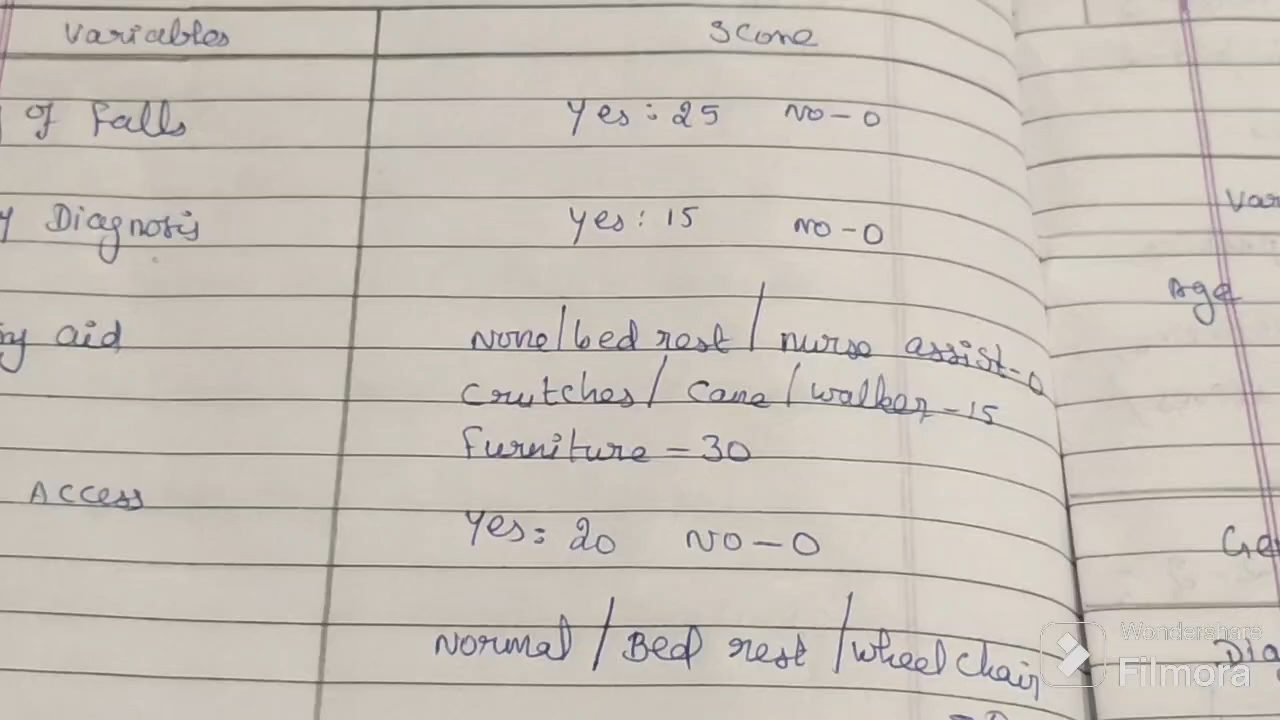 Variables Score
of Falls Yes: 25 No - 0
y Diagnosis Yes: 15 No - 0
ry aid None/bed rest / nurse assist - 0
Crutches / Cane / walker - 15
Furniture - 30
Access
Yes: 20 No - 0
Normal / Bed rest / wheel chair
Var
Age
Ge
Dia
Wondershare
Filmora